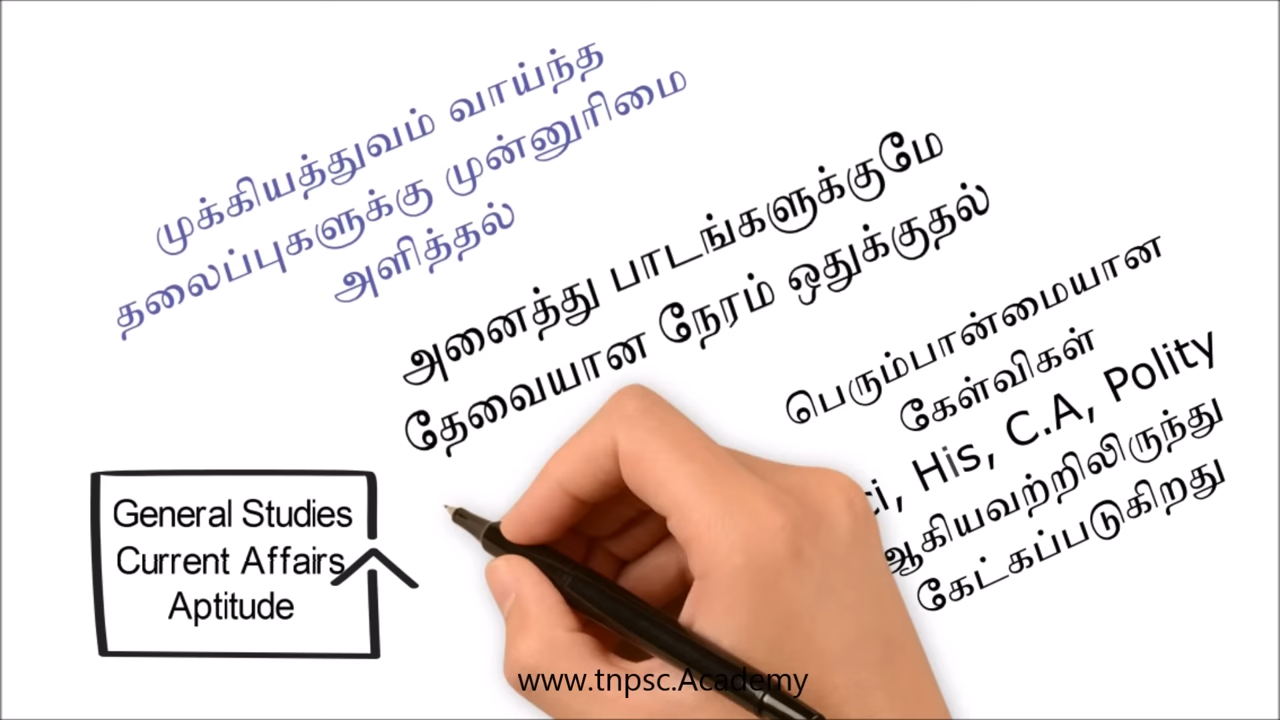 முக்கியத்துவம் வாய்ந்த
தலைப்புகளுக்கு முன்னுரிமை
அளித்தல்
அனைத்து பாடங்களுக்குமே
தேவையான நேரம் ஒதுக்குதல்
பெரும்பான்மையான
கேள்விகள்
His, C.A, Polity
ஆகியவற்றிலிருந்து
கேட்கப்படுகிறது
General Studies
Current Affairs
Aptitude
www.tnpsc.Academy